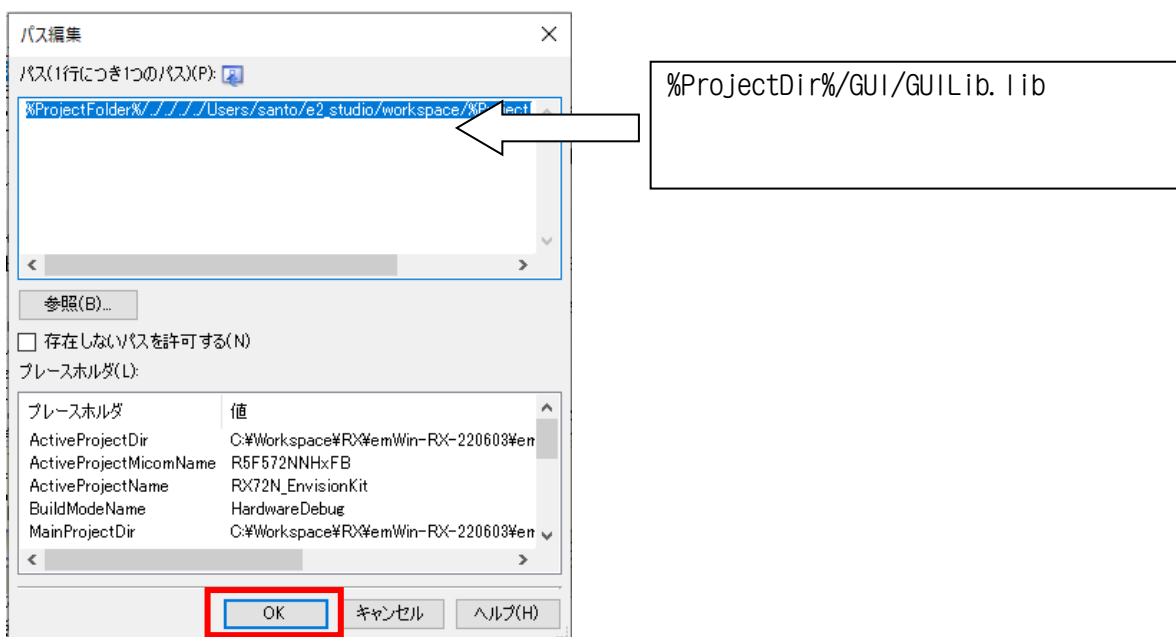 パス編集
パス(1行につき1つのパス)(P):
%ProjectFolder%/../../../../Users/santo/e2_studio/workspace/%Project
%ProjectDir%/GUI/GUILib.lib
参照(B)...
存在しないパスを許可する(N)
プレースホルダ(L):
プレースホルダ 値
ActiveProjectDir C:¥Workspace¥RX¥emWin-RX-220603¥em
ActiveProjectMicomName R5F572NNHxFB
ActiveProjectName RX72N_EnvisionKit
BuildModeName HardwareDebug
MainProjectDir C:¥Workspace¥RX¥emWin-RX-220603¥em
OK キャンセル ヘルプ(H)